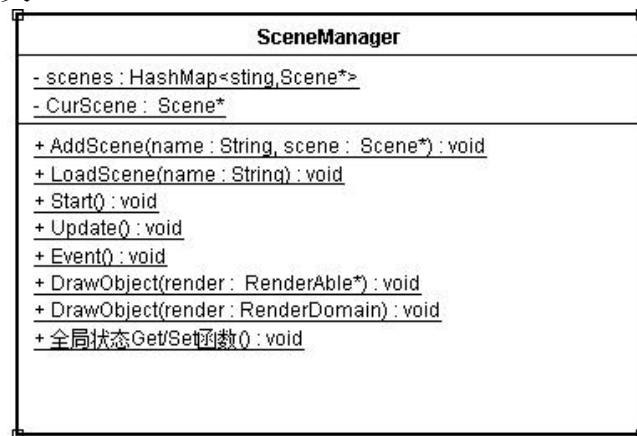 SceneManager
- scenes : HashMap<sting,Scene*>
- CurScene : Scene*
+ AddScene(name : String, scene : Scene*) : void
+ LoadScene(name : String) : void
+ Start() : void
+ Update() : void
+ Event() : void
+ DrawObject(render : RenderAble*) : void
+ DrawObject(render : RenderDomain) : void
+ 全局状态Get/Set函数() : void